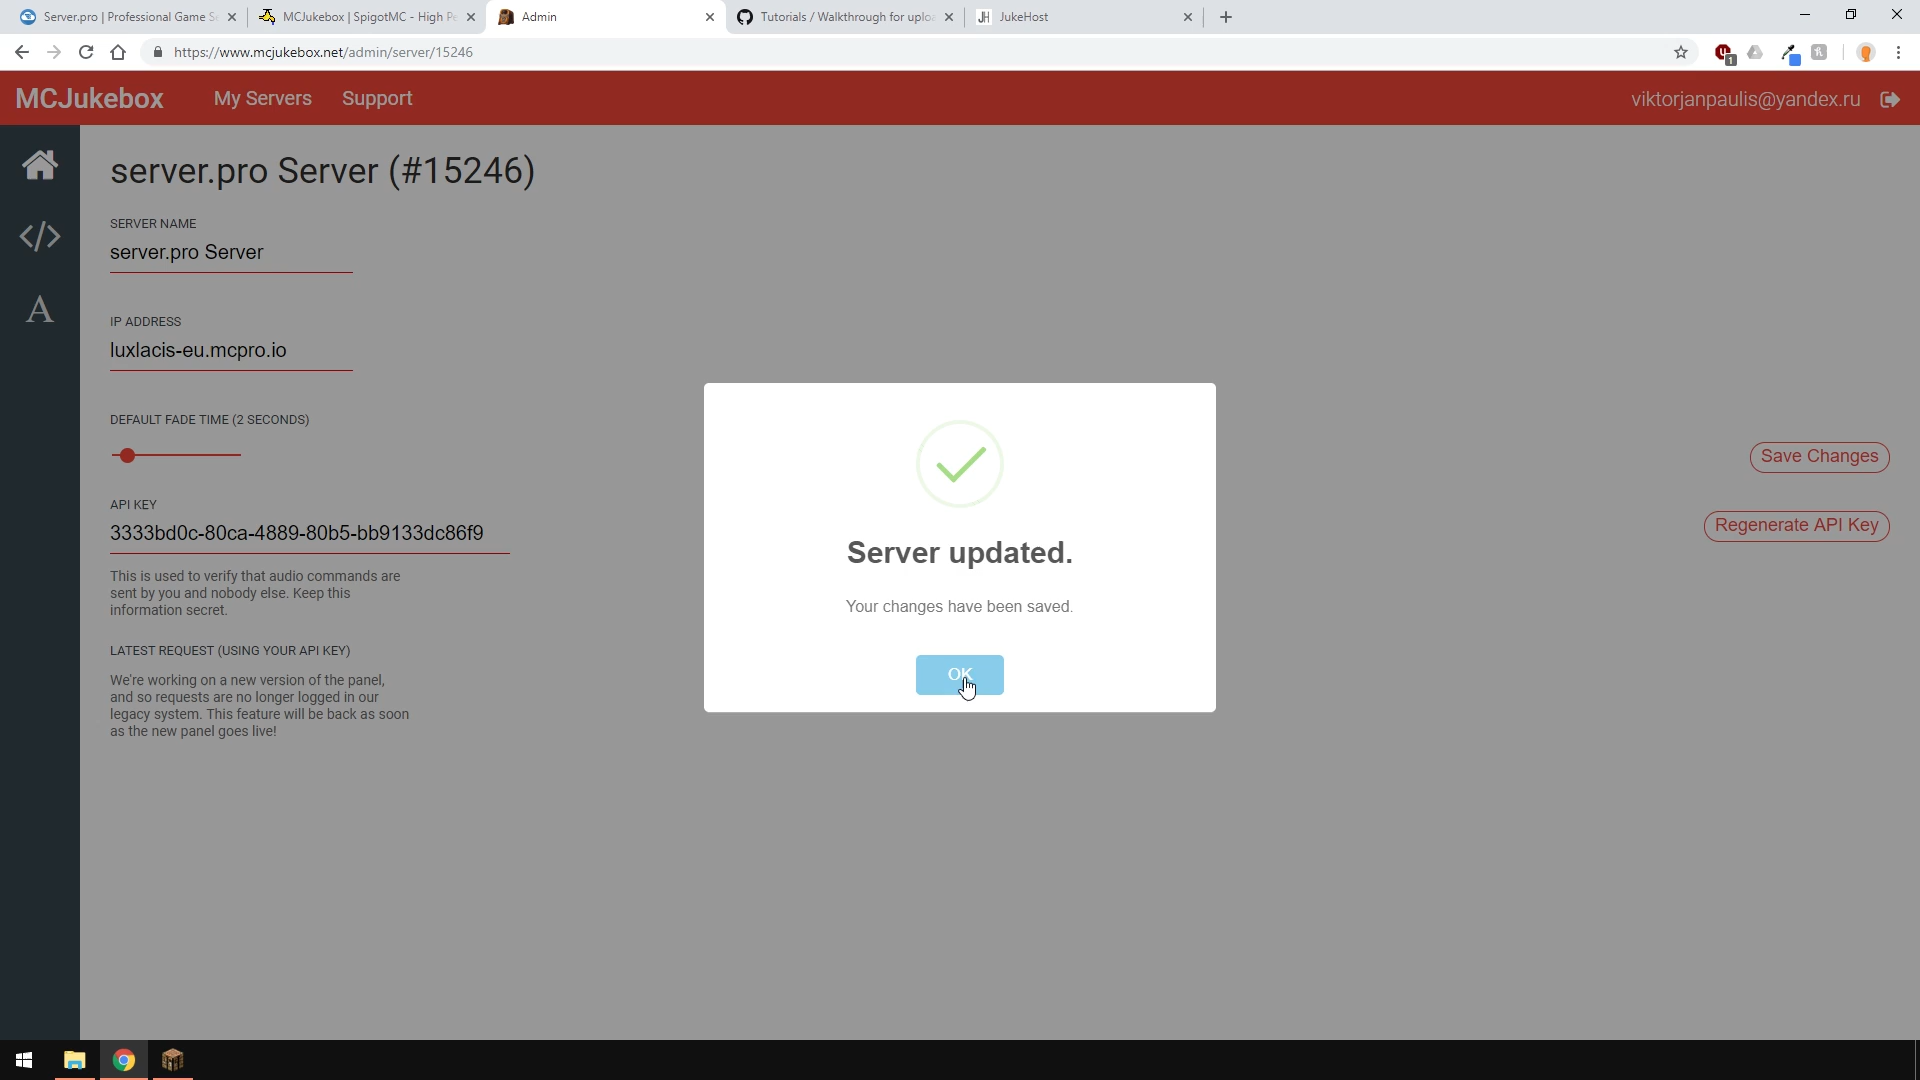 Server.pro | Professional Game S
MCJukebox | SpigotMC - High Pe
Admin
Tutorials / Walkthrough for uploa
JH JukeHost
https://www.mcjukebox.net/admin/server/15246
1
MCJukebox
My Servers
Support
viktorjanpaulis@yandex.ru
A
server.pro Server (#15246)
SERVER NAME
server.pro Server
IP ADDRESS
luxlacis-eu.mcpro.io
DEFAULT FADE TIME (2 SECONDS)
Save Changes
API KEY
3333bd0c-80ca-4889-80b5-bb9133dc86f9
Regenerate API Key
This is used to verify that audio commands are
sent by you and nobody else. Keep this
information secret.
LATEST REQUEST (USING YOUR API KEY)
We're working on a new version of the panel,
and so requests are no longer logged in our
legacy system. This feature will be back as soon
as the new panel goes live!
Server updated.
Your changes have been saved.
OK